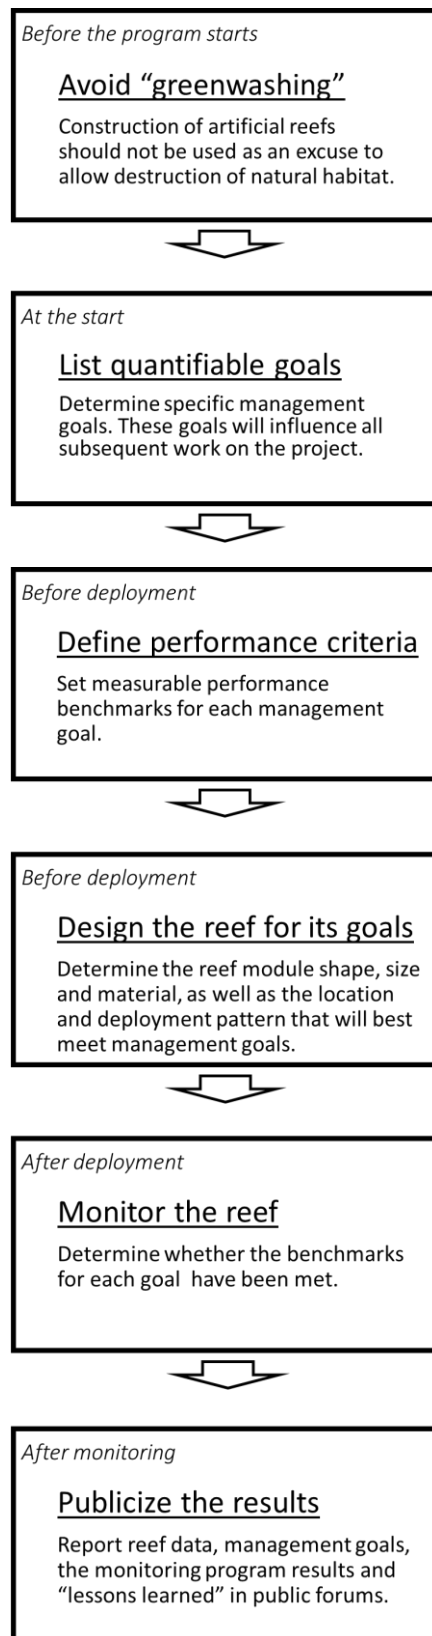 Before the program starts
Avoid “greenwashing”
Construction of artificial reefs
should not be used as an excuse to
allow destruction of natural habitat.
At the start
List quantifiable goals
Determine specific management
goals. These goals will influence all
subsequent work on the project.
Before deployment
Define performance criteria
Set measurable performance
benchmarks for each management
goal.
Before deployment
Design the reef for its goals
Determine the reef module shape, size
and material, as well as the location
and deployment pattern that will best
meet management goals.
After deployment
Monitor the reef
Determine whether the benchmarks
for each goal have been met.
After monitoring
Publicize the results
Report reef data, management goals,
the monitoring program results and
“lessons learned” in public forums.